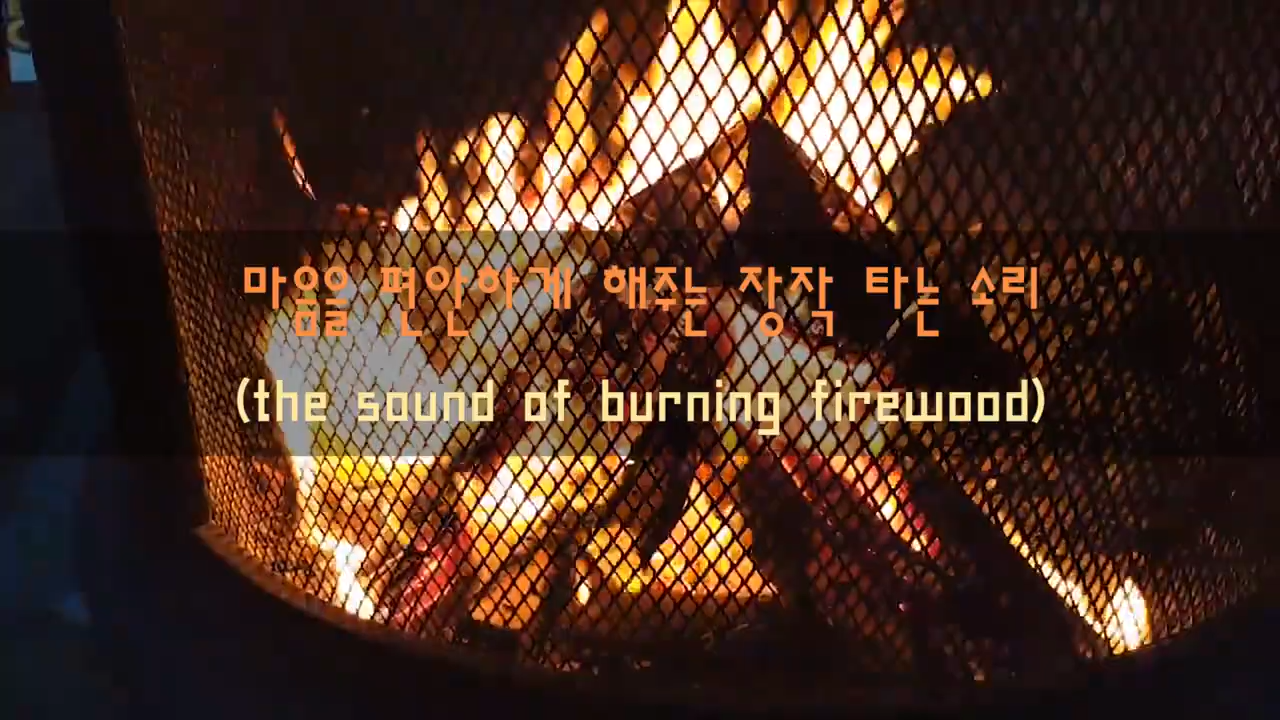 마음을 편안하게 해주는 장작 타는 소리
(the sound of burning firewood)